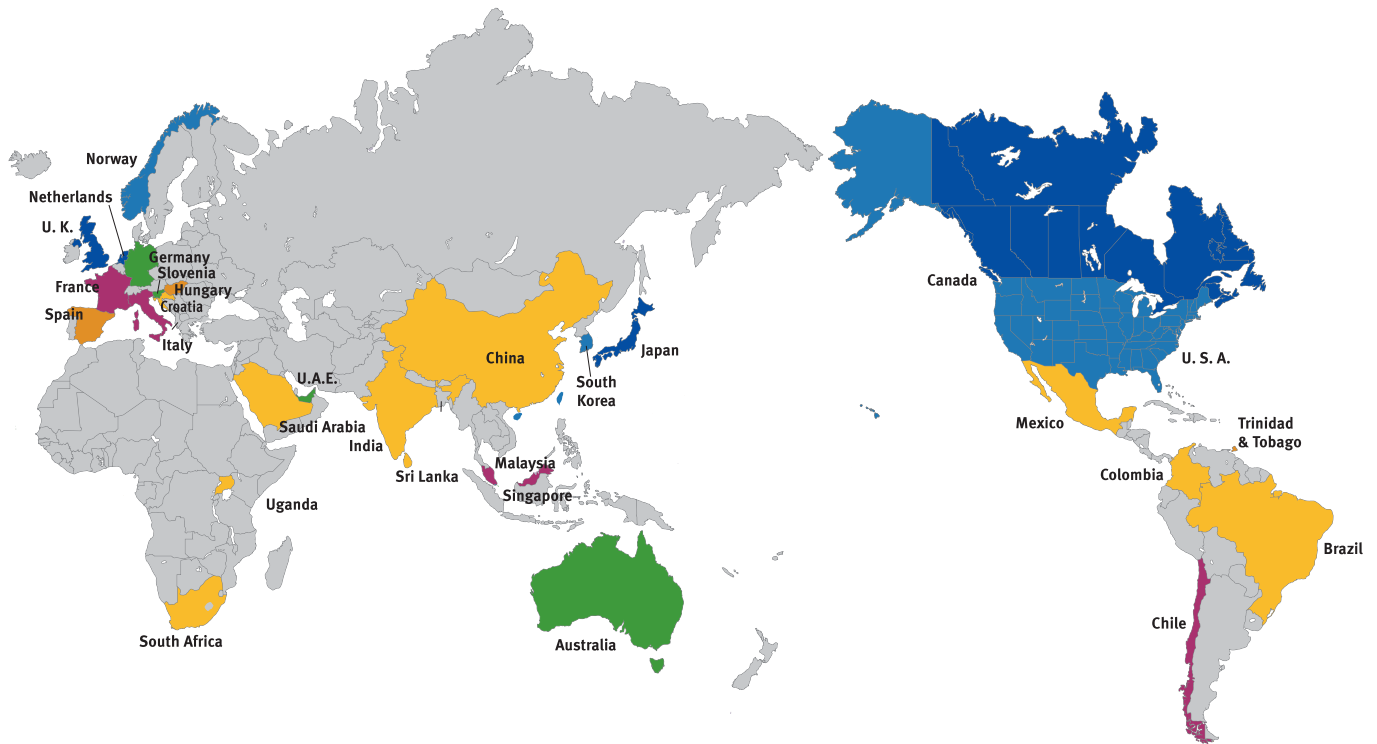 Norway
Netherlands
U. K.
Germany
Slovenia
France
Hungary
Croatia
Spain
Italy
U.A.E.
Saudi Arabia
India
Sri Lanka
China
Japan
South
Korea
Malaysia
Singapore
Uganda
South Africa
Australia
Canada
U. S. A.
Mexico
Trinidad
& Tobago
Colombia
Brazil
Chile